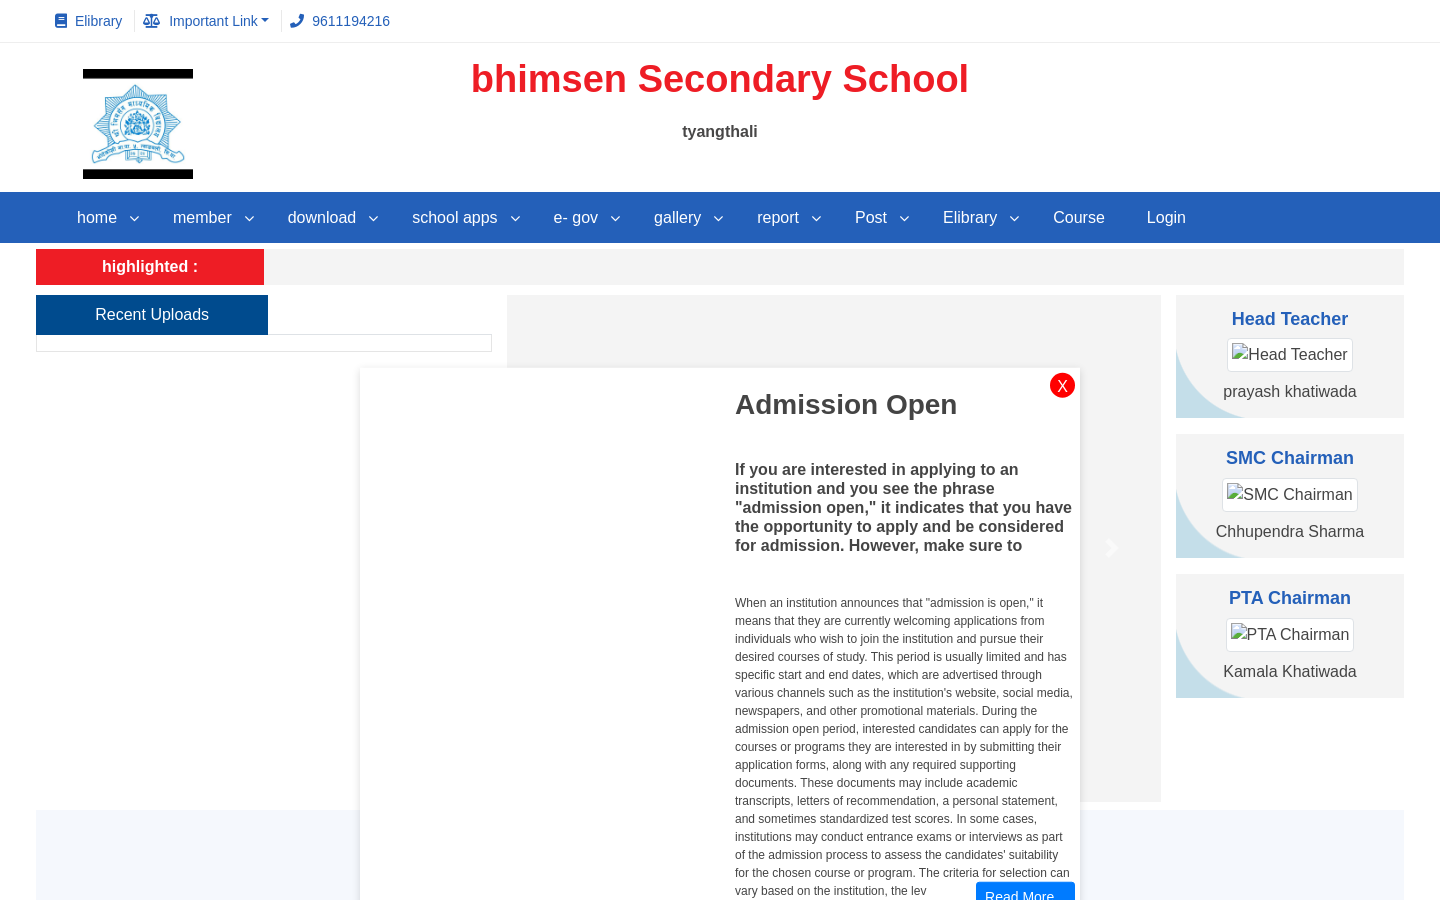 Elibrary
Important Link
9611194216
bhimsen Secondary School
tyangthali
home
member
download
school apps
e- gov
gallery
report
Post
Elibrary
Course
Login
highlighted :
Recent Uploads
Head Teacher
Head Teacher
prayash khatiwada
SMC Chairman
SMC Chairman
Chhupendra Sharma
PTA Chairman
PTA Chairman
Kamala Khatiwada
X
Admission Open
If you are interested in applying to an
institution and you see the phrase
"admission open," it indicates that you have
the opportunity to apply and be considered
for admission. However, make sure to
When an institution announces that "admission is open," it
means that they are currently welcoming applications from
individuals who wish to join the institution and pursue their
desired courses of study. This period is usually limited and has
specific start and end dates, which are advertised through
various channels such as the institution's website, social media,
newspapers, and other promotional materials. During the
admission open period, interested candidates can apply for the
courses or programs they are interested in by submitting their
application forms, along with any required supporting
documents. These documents may include academic
transcripts, letters of recommendation, a personal statement,
and sometimes standardized test scores. In some cases,
institutions may conduct entrance exams or interviews as part
of the admission process to assess the candidates' suitability
for the chosen course or program. The criteria for selection can
vary based on the institution, the lev
Read More